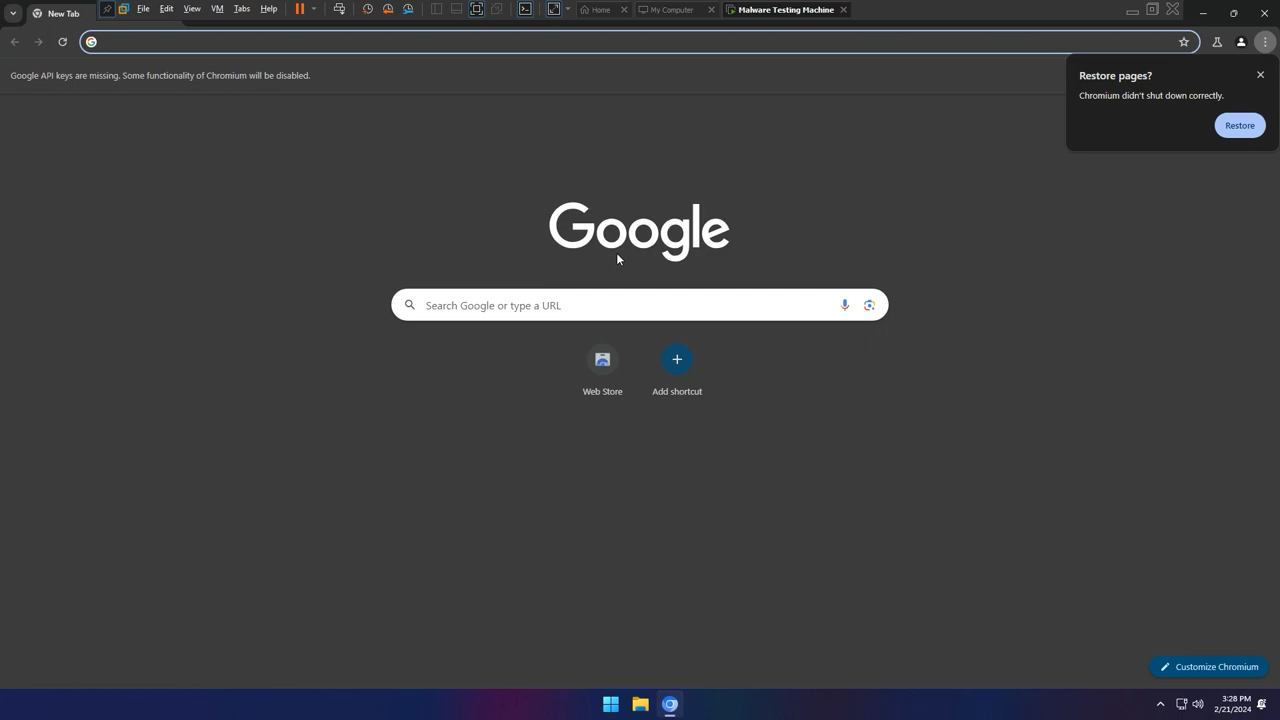 New Tab
File Edit View VM Tabs Help
Home
My Computer
Malware Testing Machine
Google API keys are missing. Some functionality of Chromium will be disabled.
Restore pages?
Chromium didn't shut down correctly.
Restore
Google
Search Google or type a URL
Web Store
Add shortcut
Customize Chromium
3:28 PM
2/21/2024